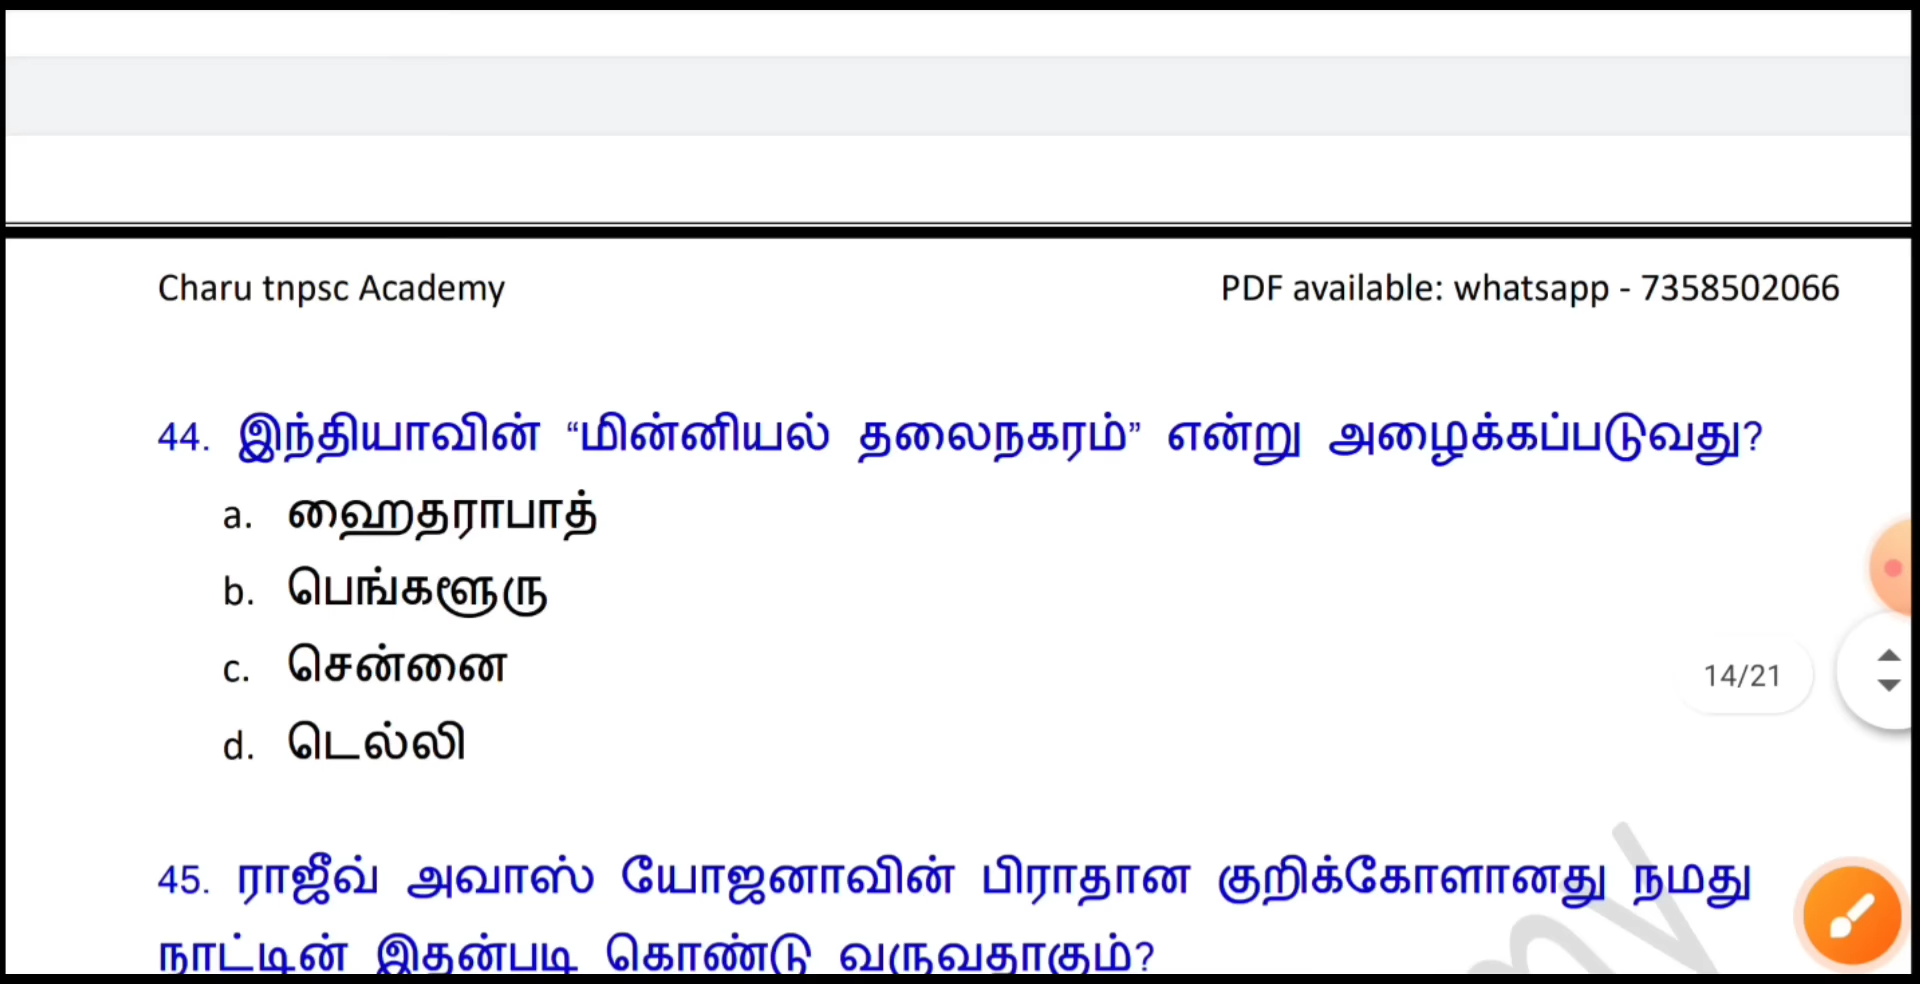 Charu tnpsc Academy PDF available: whatsapp - 7358502066
44. இந்தியாவின் “மின்னியல் தலைநகரம்” என்று அழைக்கப்படுவது?
a. ஹைதராபாத்
b. பெங்களூரு
c. சென்னை
d. டெல்லி
14/21
45. ராஜீவ் அவாஸ் யோஜனாவின் பிராதான குறிக்கோளானது நமது
நாட்டின் இதன்படி கொண்டு வருவதாகும்?
my